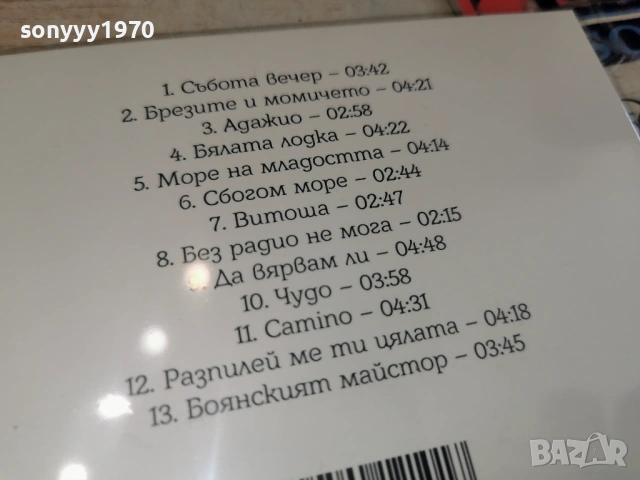 sonyyy1970
1. Събота вечер – 03:42
2. Брезите и момичето – 04:21
3. Адажио – 02:58
4. Бялата лодка – 04:22
5. Море на младостта – 04:14
6. Сбогом море – 02:44
7. Витоша – 02:47
8. Без радио не мога – 02:15
9. Да вярвам ли – 04:48
10. Чудо – 03:58
11. Camino – 04:31
12. Разпилей ме ти цялата – 04:18
13. Боянският майстор – 03:45
BAZAR